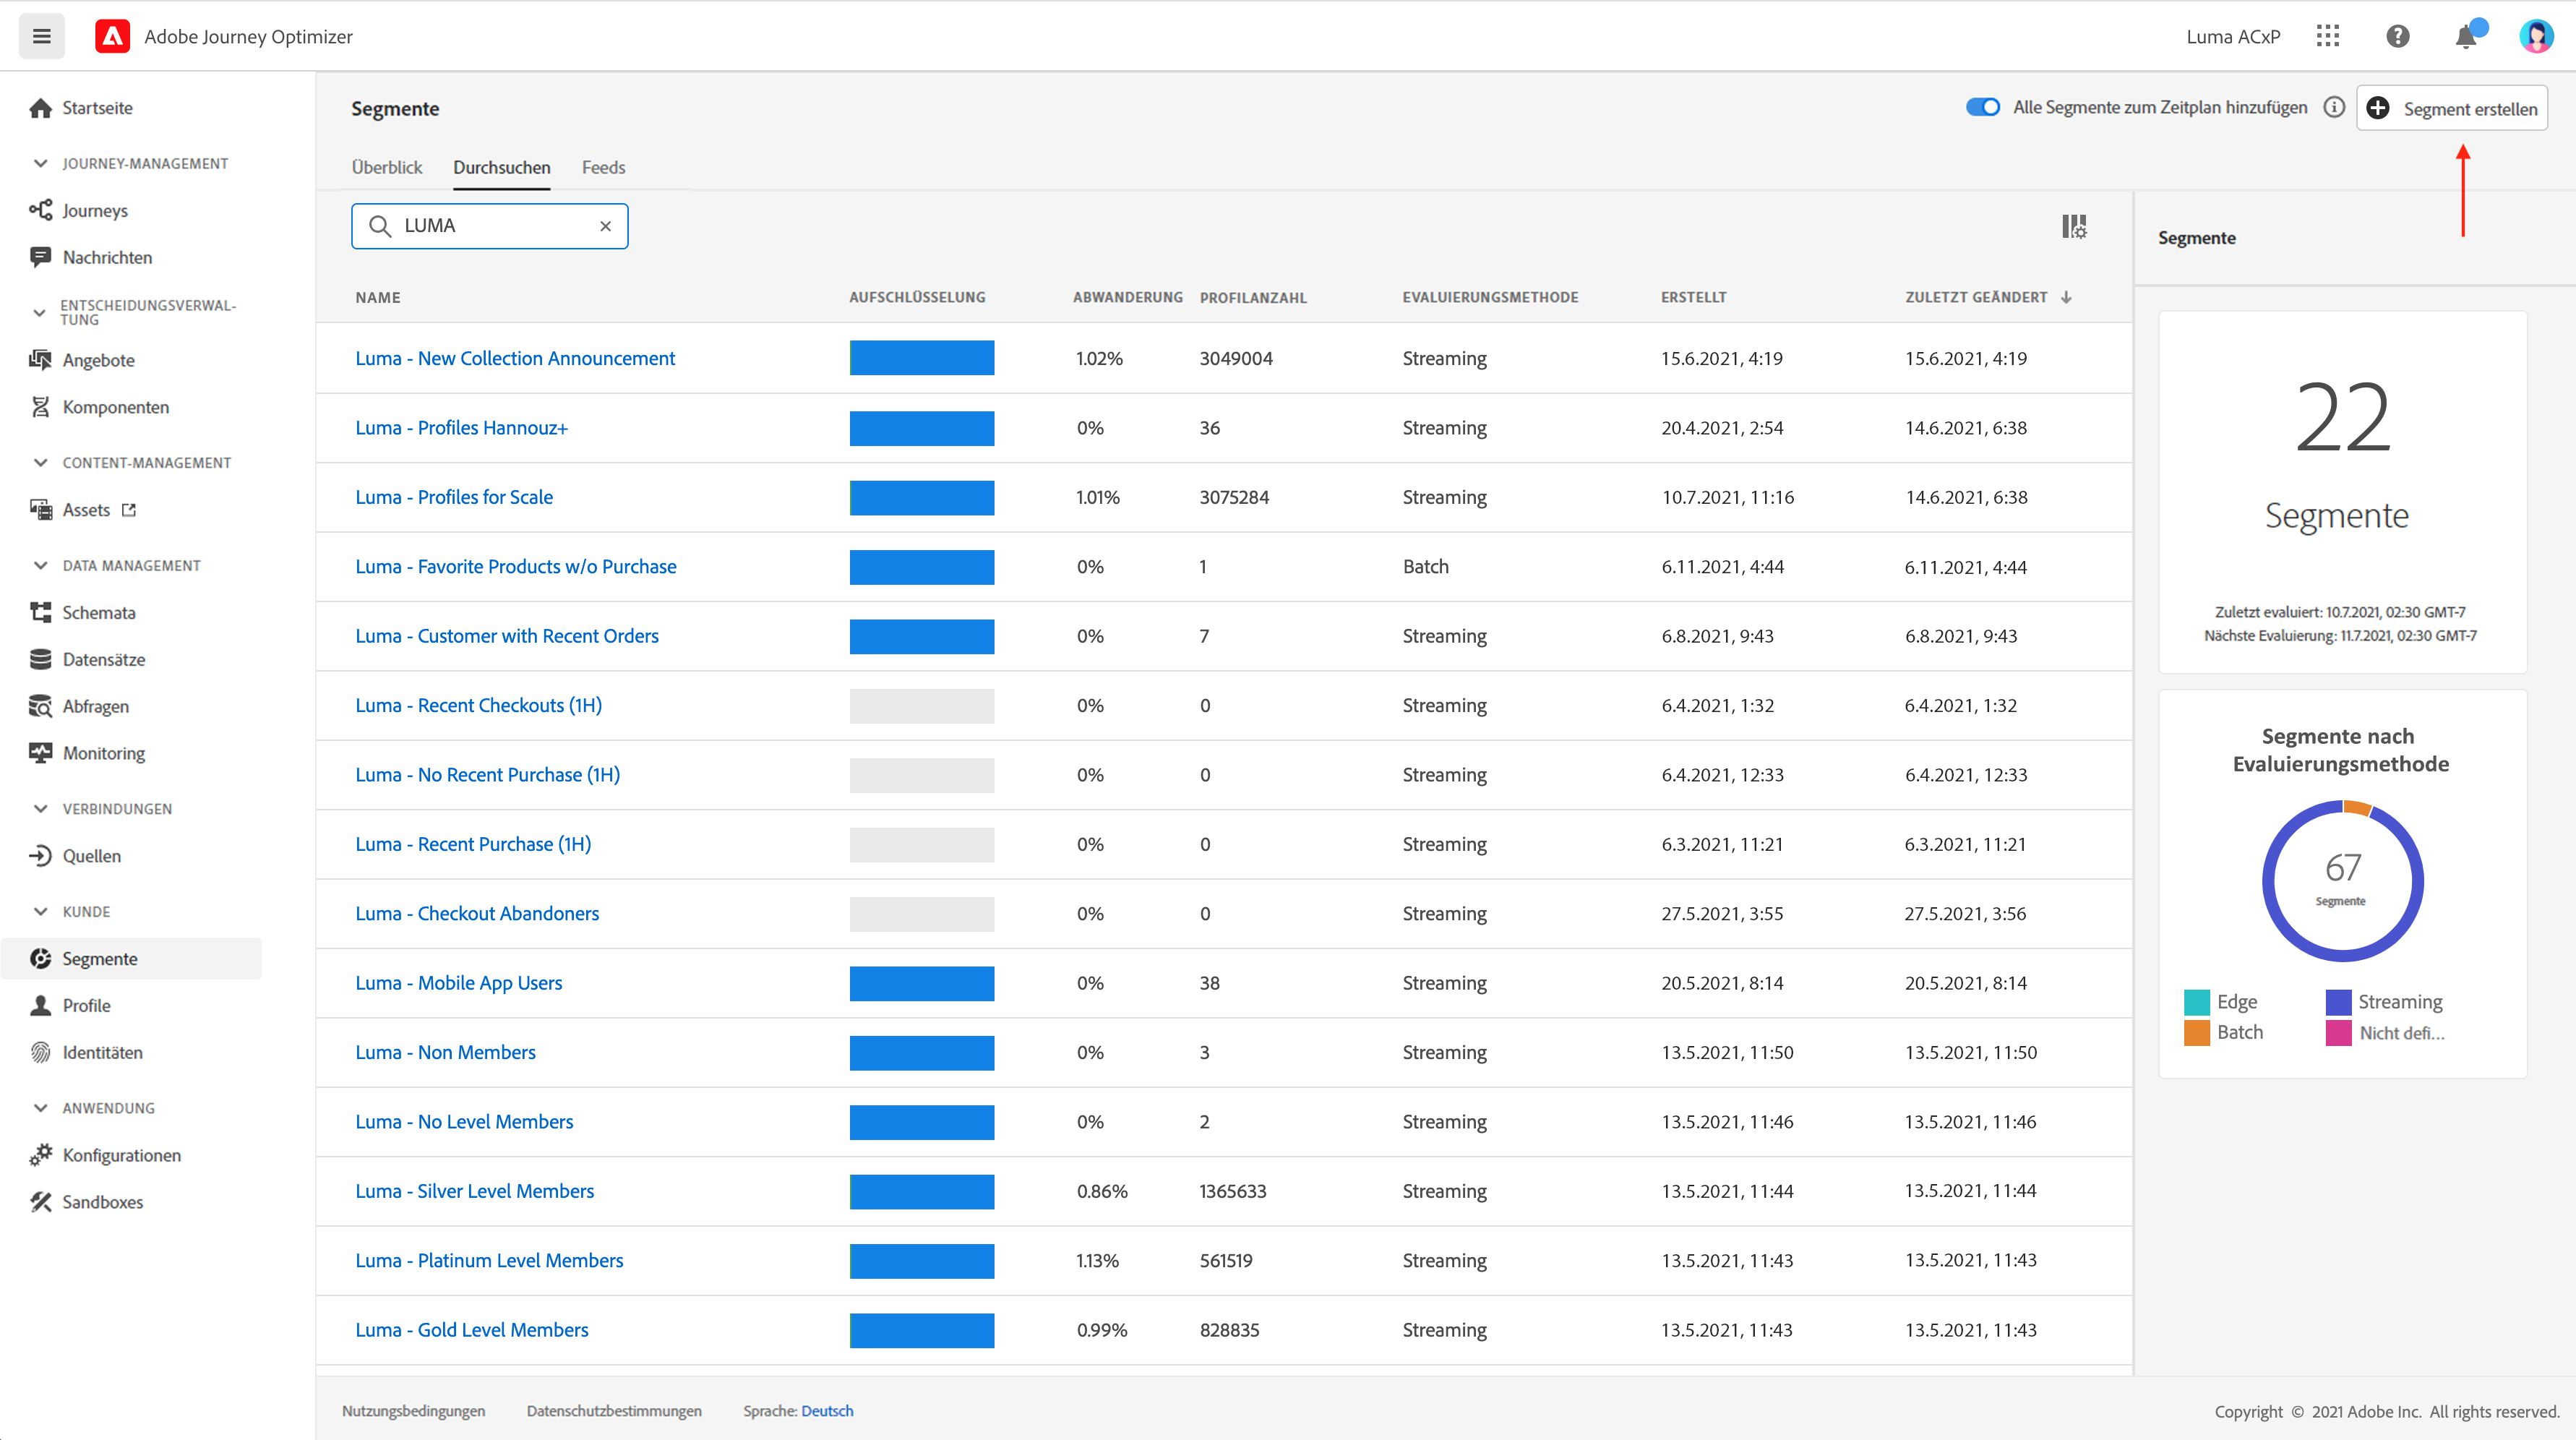 Adobe Journey Optimizer
Luma ACxP
Startseite
JOURNEY-MANAGEMENT
Journeys
Nachrichten
ENTSCHEIDUNGSVERWAL-
TUNG
Angebote
Komponenten
CONTENT-MANAGEMENT
Assets
DATA MANAGEMENT
Schemata
Datensätze
Abfragen
Monitoring
VERBINDUNGEN
Quellen
KUNDE
Segmente
Profile
Identitäten
ANWENDUNG
Konfigurationen
Sandboxes
Segmente
Alle Segmente zum Zeitplan hinzufügen
Segment erstellen
Überblick Durchsuchen Feeds
LUMA
NAME AUFSCHLÜSSELUNG ABWANDERUNG PROFILANZAHL EVALUIERUNGSMETHODE ERSTELLT ZULETZT GEÄNDERT
Luma - New Collection Announcement 1.02% 3049004 Streaming 15.6.2021, 4:19 15.6.2021, 4:19
Luma - Profiles Hannouz+ 0% 36 Streaming 20.4.2021, 2:54 14.6.2021, 6:38
Luma - Profiles for Scale 1.01% 3075284 Streaming 10.7.2021, 11:16 14.6.2021, 6:38
Luma - Favorite Products w/o Purchase 0% 1 Batch 6.11.2021, 4:44 6.11.2021, 4:44
Luma - Customer with Recent Orders 0% 7 Streaming 6.8.2021, 9:43 6.8.2021, 9:43
Luma - Recent Checkouts (1H) 0% 0 Streaming 6.4.2021, 1:32 6.4.2021, 1:32
Luma - No Recent Purchase (1H) 0% 0 Streaming 6.4.2021, 12:33 6.4.2021, 12:33
Luma - Recent Purchase (1H) 0% 0 Streaming 6.3.2021, 11:21 6.3.2021, 11:21
Luma - Checkout Abandoners 0% 0 Streaming 27.5.2021, 3:55 27.5.2021, 3:56
Luma - Mobile App Users 0% 38 Streaming 20.5.2021, 8:14 20.5.2021, 8:14
Luma - Non Members 0% 3 Streaming 13.5.2021, 11:50 13.5.2021, 11:50
Luma - No Level Members 0% 2 Streaming 13.5.2021, 11:46 13.5.2021, 11:46
Luma - Silver Level Members 0.86% 1365633 Streaming 13.5.2021, 11:44 13.5.2021, 11:44
Luma - Platinum Level Members 1.13% 561519 Streaming 13.5.2021, 11:43 13.5.2021, 11:43
Luma - Gold Level Members 0.99% 828835 Streaming 13.5.2021, 11:43 13.5.2021, 11:43
Segmente
22
Segmente
Zuletzt evaluiert: 10.7.2021, 02:30 GMT-7
Nächste Evaluierung: 11.7.2021, 02:30 GMT-7
Segmente nach
Evaluierungsmethode
67
Segmente
Edge Streaming
Batch Nicht defi...
Nutzungsbedingungen Datenschutzbestimmungen Sprache: Deutsch
Copyright © 2021 Adobe Inc. All rights reserved.